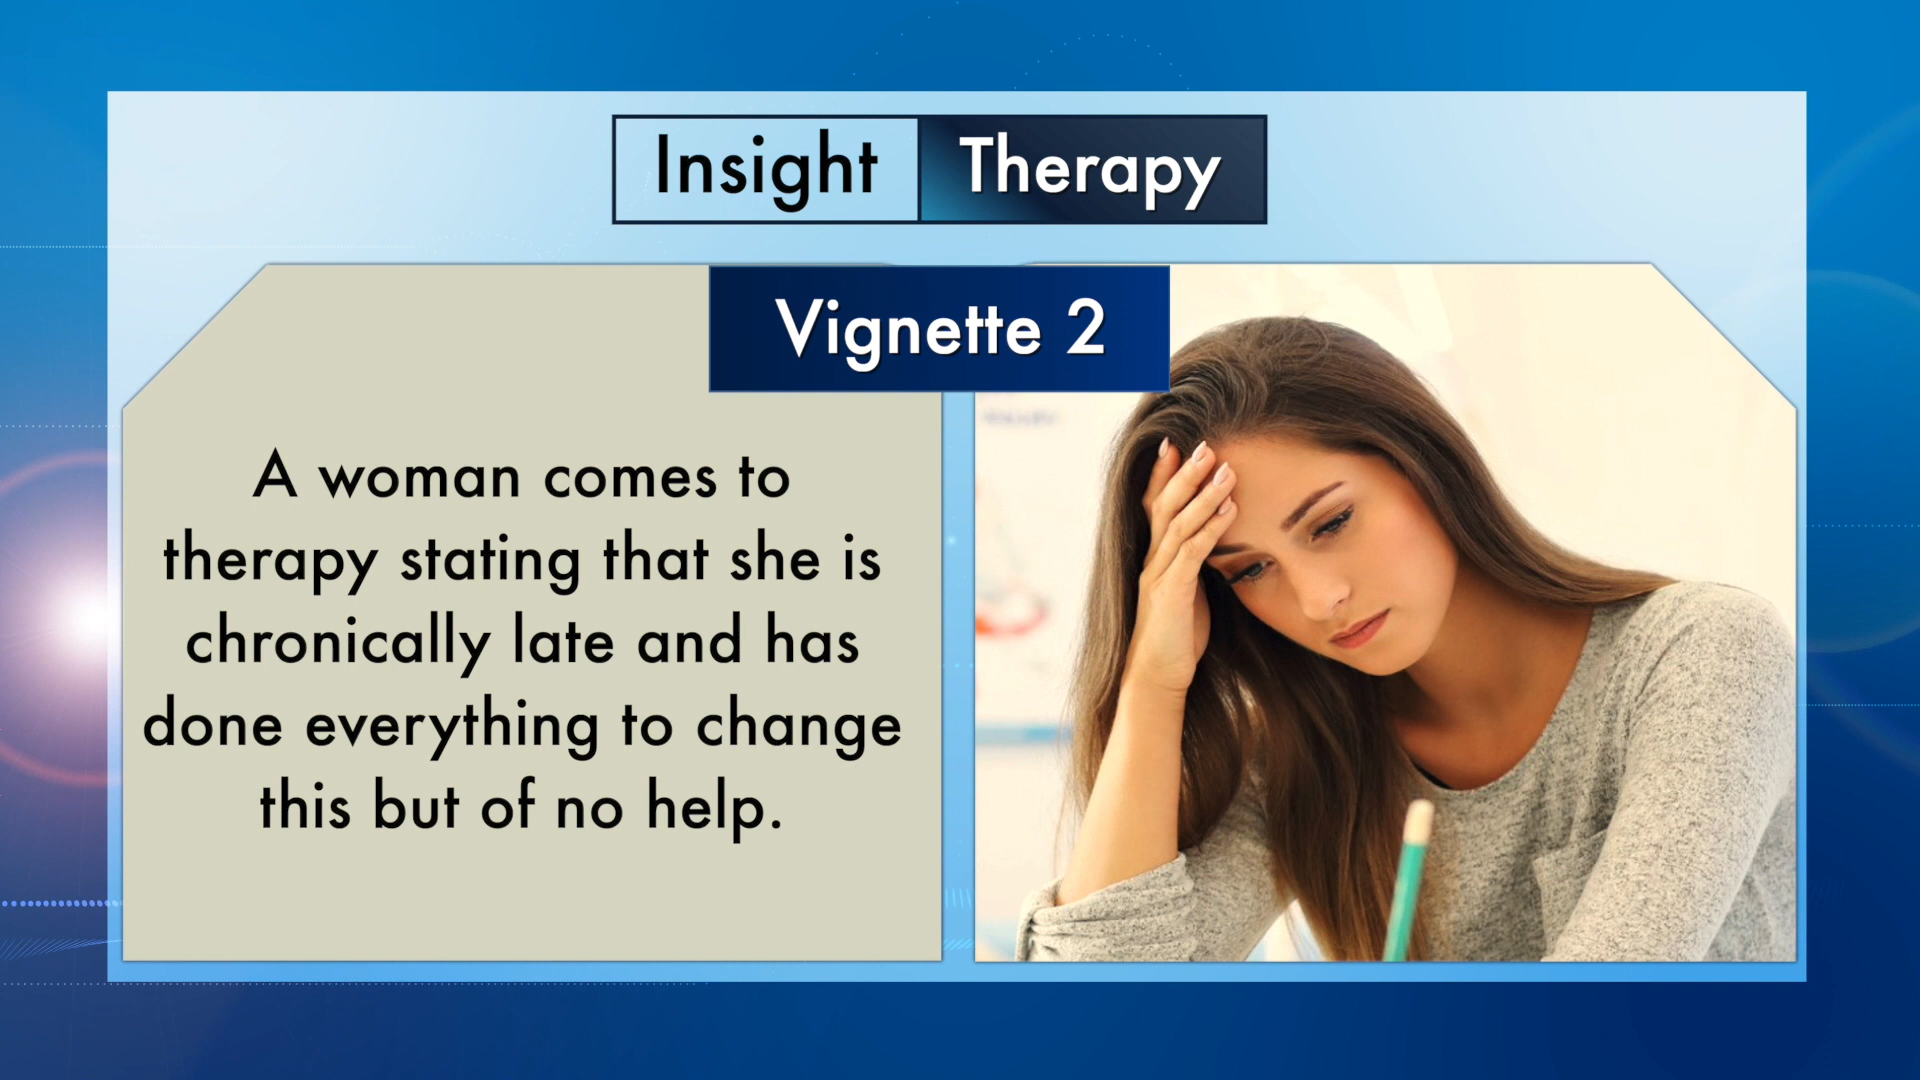 Insight Therapy
Vignette 2
A woman comes to
therapy stating that she is
chronically late and has
done everything to change
this but of no help.